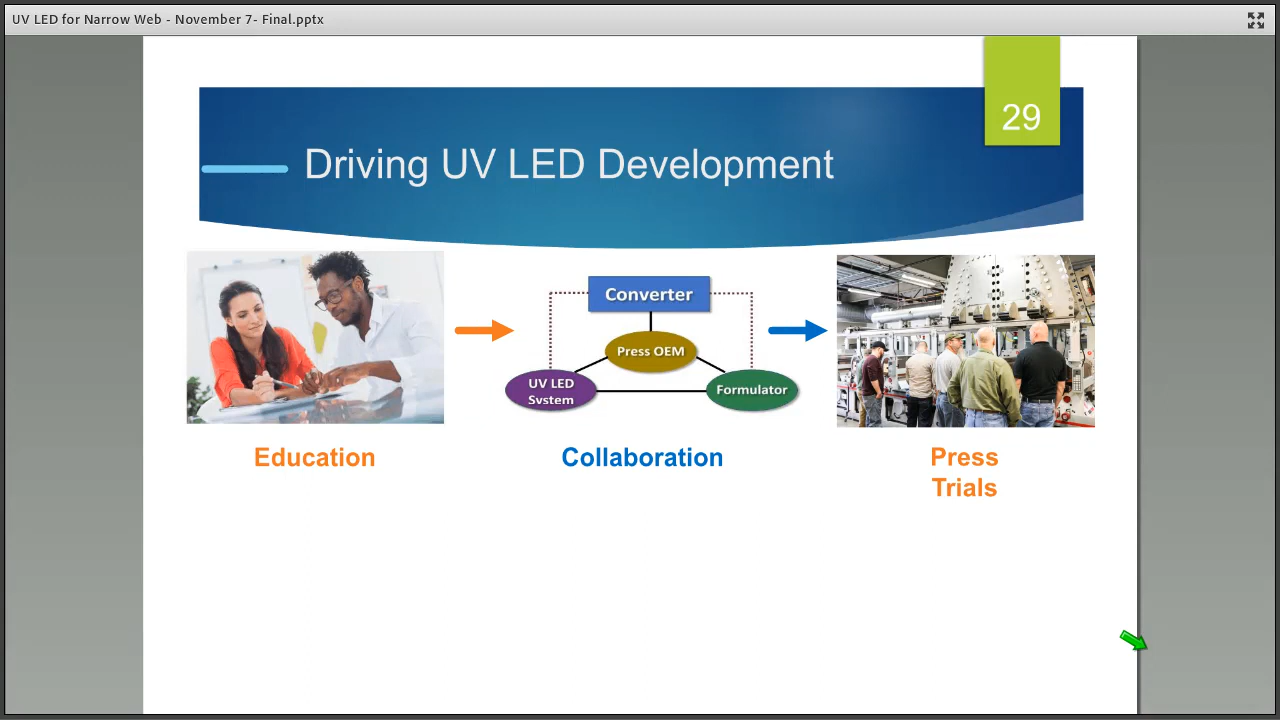 UV LED for Narrow Web - November 7- Final.pptx
29
Driving UV LED Development
Converter
Press OEM
UV LED
System
Formulator
Education
Collaboration
Press
Trials